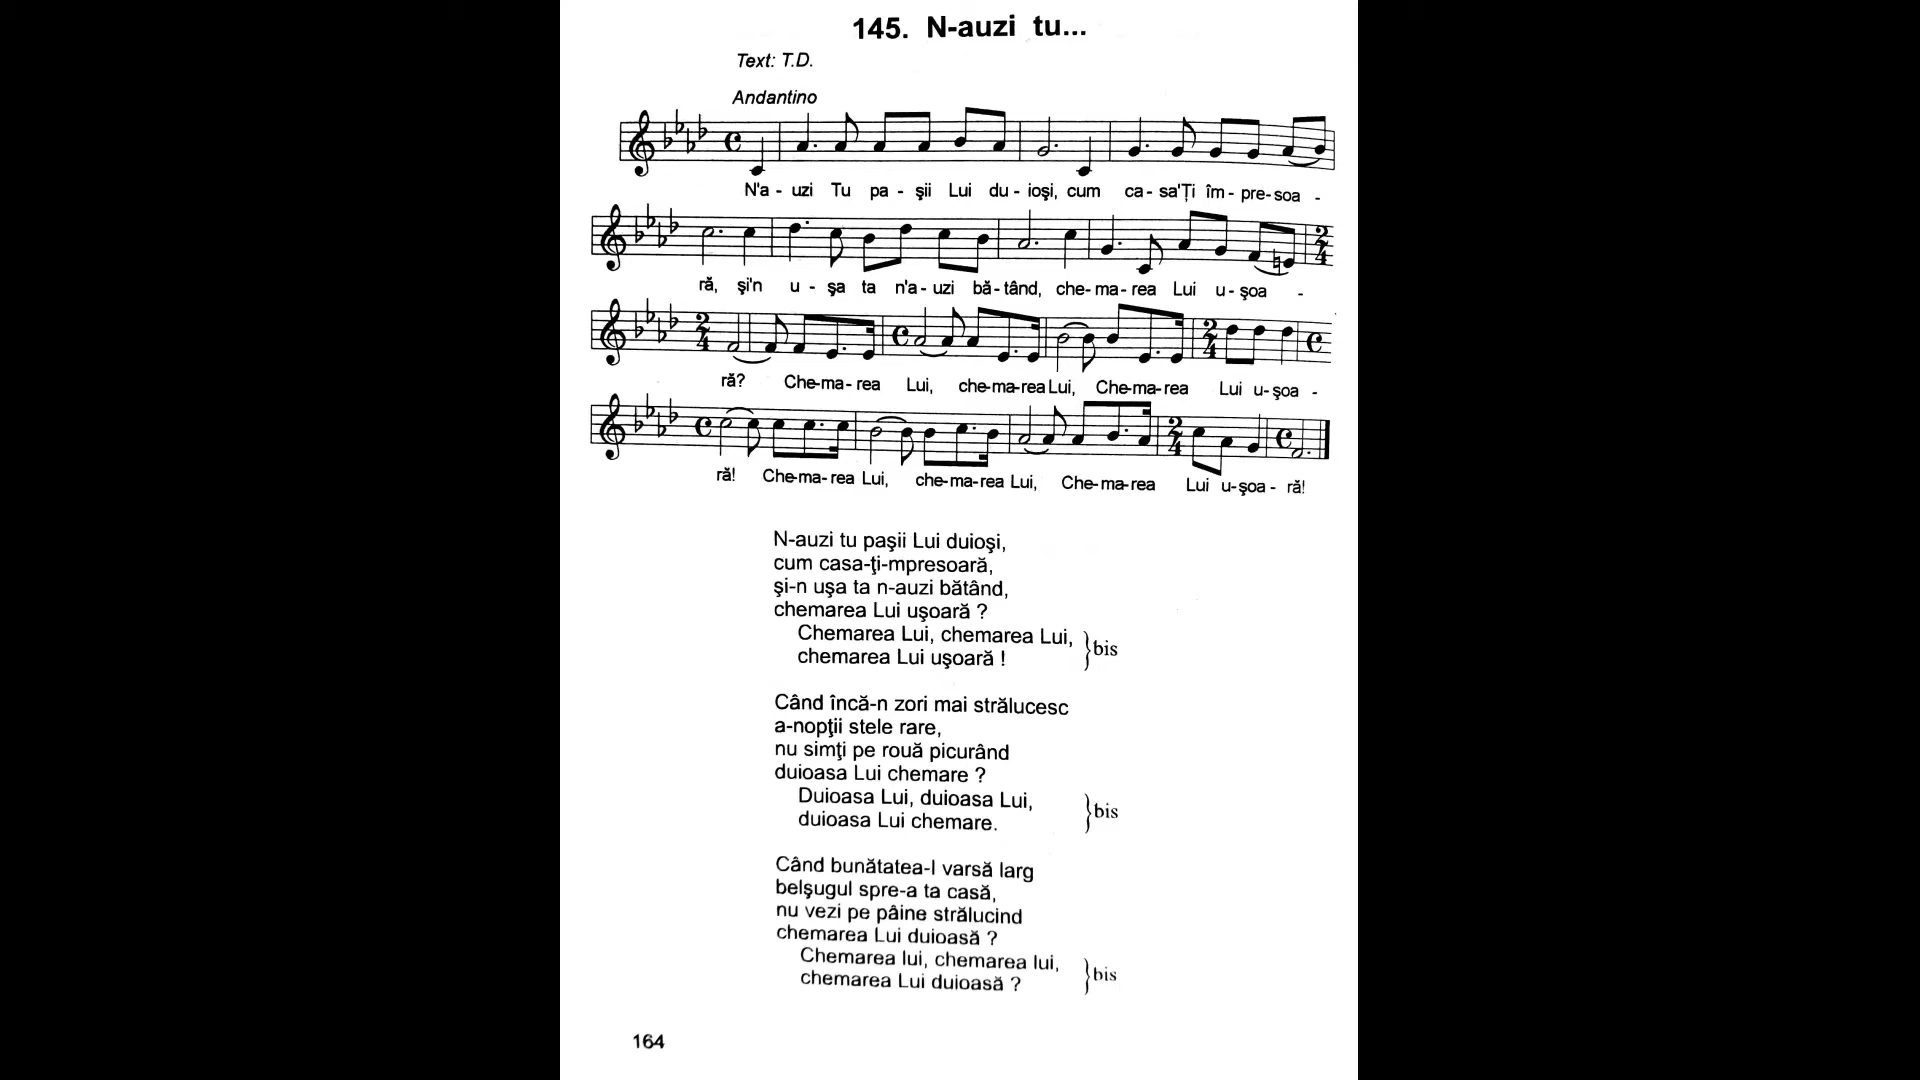 145. N-auzi tu...
Text: T.D.
Andantino
N'a - uzi Tu pa - şii Lui du - ioşi, cum ca - sa'Ţi îm - pre - soa -
ră, şi'n u - şa ta n'a - uzi bă - tând, che - ma - rea Lui u - şoa -
ră? Che-ma-rea Lui, che-ma-rea Lui, Che-ma-rea Lui u-şoa -
ră! Che-ma-rea Lui, che-ma-rea Lui, Che-ma-rea Lui u-şoa - ră!
N-auzi tu paşii Lui duioşi,
cum casa-ţi-mpresoară,
şi-n uşa ta n-auzi bătând,
chemarea Lui uşoară ?
Chemarea Lui, chemarea Lui,
chemarea Lui uşoară !
bis
Când încă-n zori mai strălucesc
a-nopţii stele rare,
nu simţi pe rouă picurând
duioasa Lui chemare ?
Duioasa Lui, duioasa Lui,
duioasa Lui chemare.
bis
Când bunătatea-I varsă larg
belşugul spre-a ta casă,
nu vezi pe pâine strălucind
chemarea Lui duioasă ?
Chemarea lui, chemarea lui,
chemarea Lui duioasă ?
bis
164